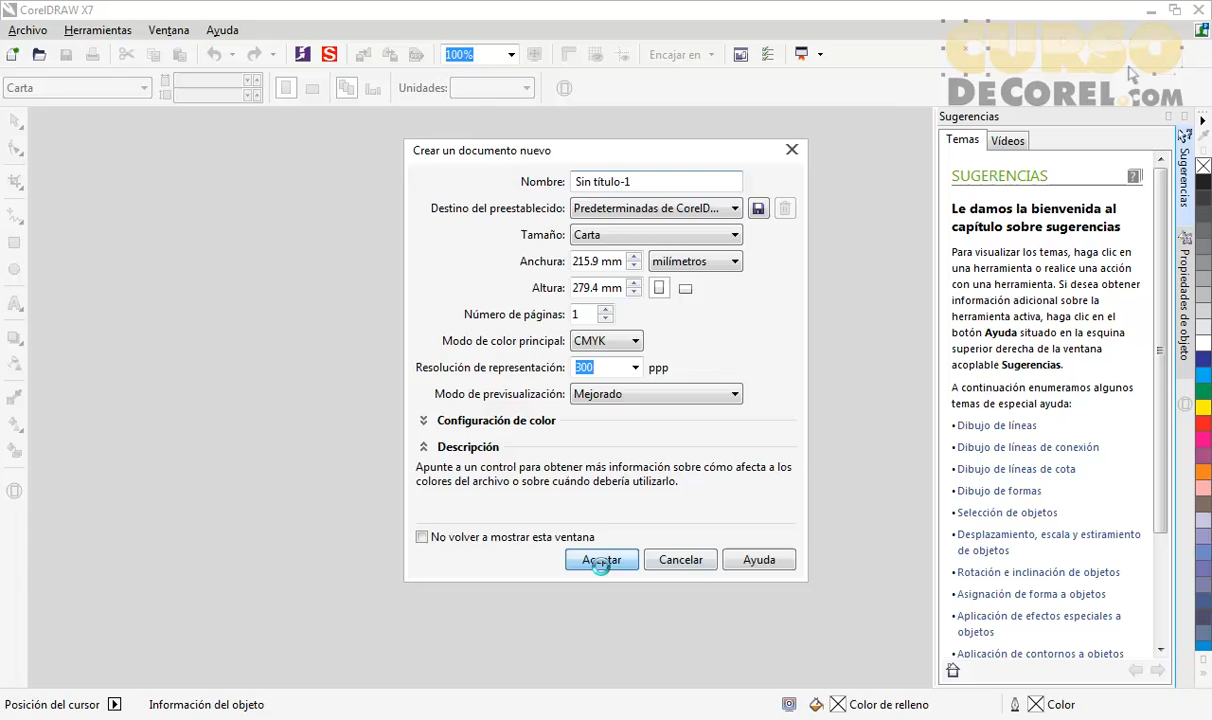 CorelDRAW X7
Archivo Herramientas Ventana Ayuda
100% Encajar en
Carta Unidades:
CURSO
DeCOREL.COM
Crear un documento nuevo
Nombre: Sin título-1
Destino del preestablecido: Predeterminadas de CorelD...
Tamaño: Carta
Anchura: 215.9 mm milímetros
Altura: 279.4 mm
Número de páginas: 1
Modo de color principal: CMYK
Resolución de representación: 300 ppp
Modo de previsualización: Mejorado
Configuración de color
Descripción
Apunte a un control para obtener más información sobre cómo afecta a los
colores del archivo o sobre cuándo debería utilizarlo.
No volver a mostrar esta ventana
Aceptar Cancelar Ayuda
Sugerencias
Temas Vídeos
SUGERENCIAS
Le damos la bienvenida al
capítulo sobre sugerencias
Para visualizar los temas, haga clic en
una herramienta o realice una acción
con una herramienta. Si desea obtener
información adicional sobre la
herramienta activa, haga clic en el
botón Ayuda situado en la esquina
superior derecha de la ventana
acoplable Sugerencias.
A continuación enumeramos algunos
temas de especial ayuda:
• Dibujo de líneas
• Dibujo de líneas de conexión
• Dibujo de líneas de cota
• Dibujo de formas
• Selección de objetos
• Desplazamiento, escala y estiramiento
de objetos
• Rotación e inclinación de objetos
• Asignación de forma a objetos
• Aplicación de efectos especiales a
objetos
• Aplicación de contornos a objetos
Sugerencias
Propiedades de objeto
Posición del cursor Información del objeto Color de relleno Color